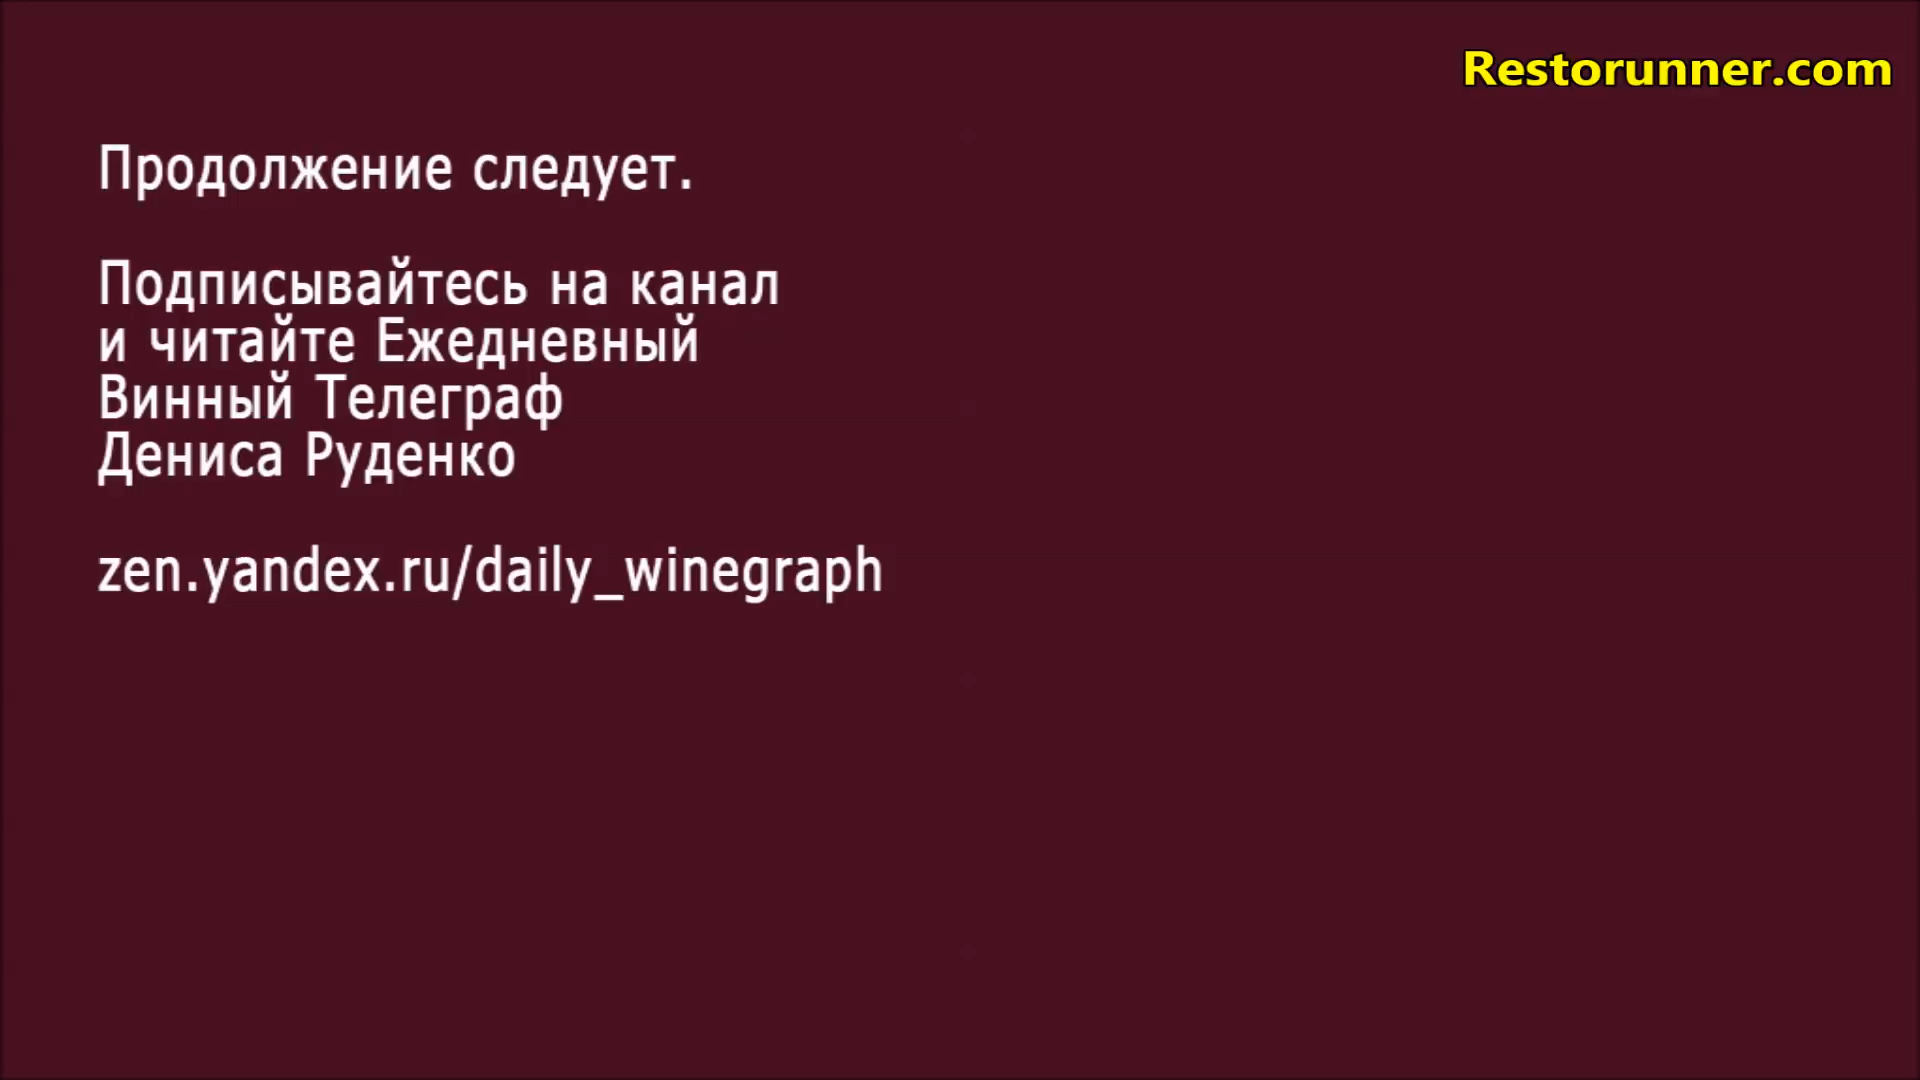 Restorunner.com
Продолжение следует.
Подписывайтесь на канал
и читайте Ежедневный
Винный Телеграф
Дениса Руденко
zen.yandex.ru/daily_winegraph